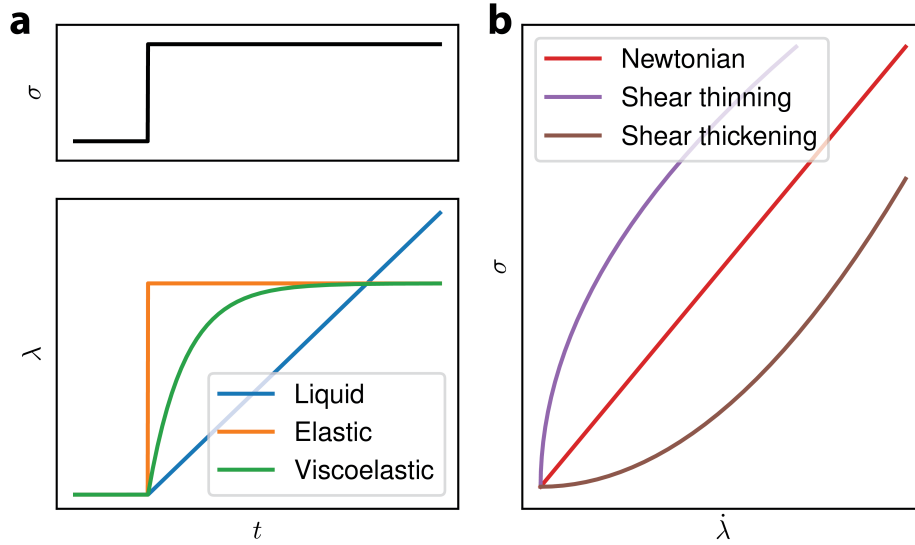 a
σ
λ
Liquid
Elastic
Viscoelastic
t
b
Newtonian
Shear thinning
Shear thickening
σ
λ̇